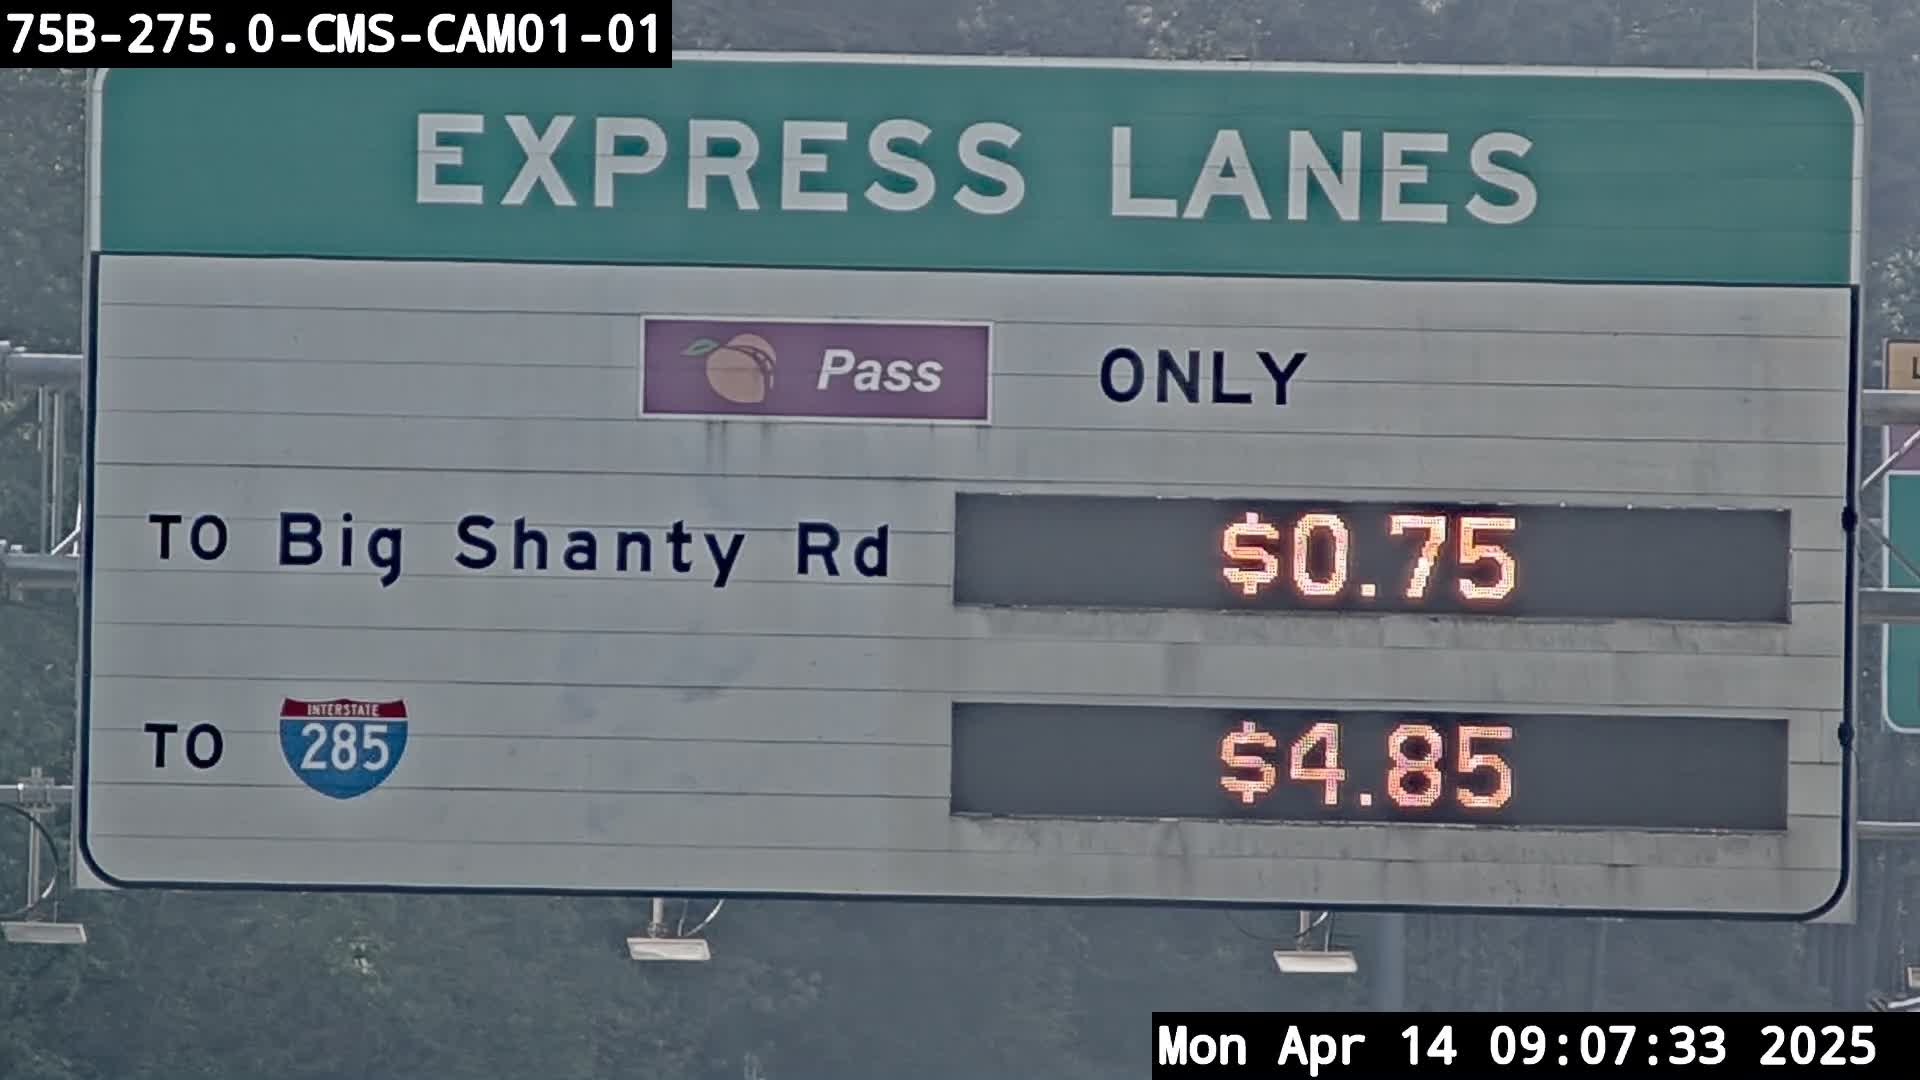 75B-275.0-CMS-CAM01-01
EXPRESS LANES
Pass ONLY
TO Big Shanty Rd $0.75
INTERSTATE
TO 285 $4.85
Mon Apr 14 09:07:33 2025